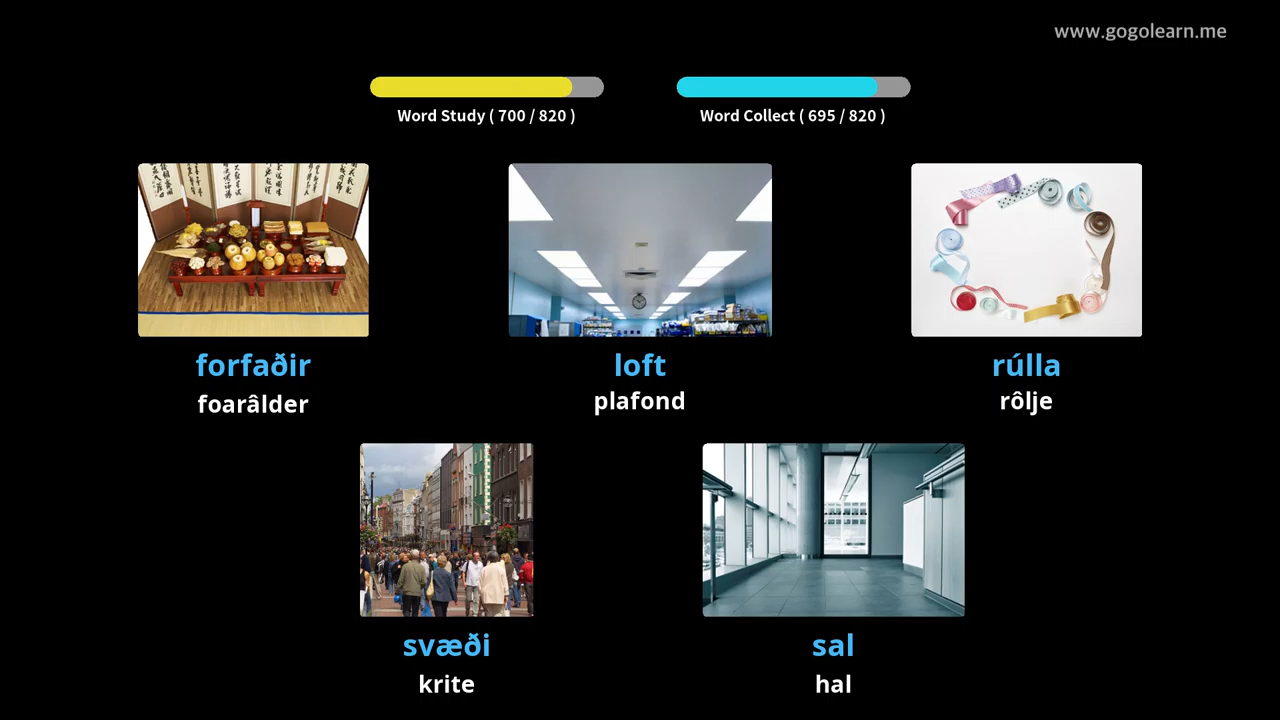 www.gogolearn.me
Word Study ( 700 / 820 )
Word Collect ( 695 / 820 )
forfaðir
foarâlder
loft
plafond
rúlla
rôlje
svæði
krite
sal
hal